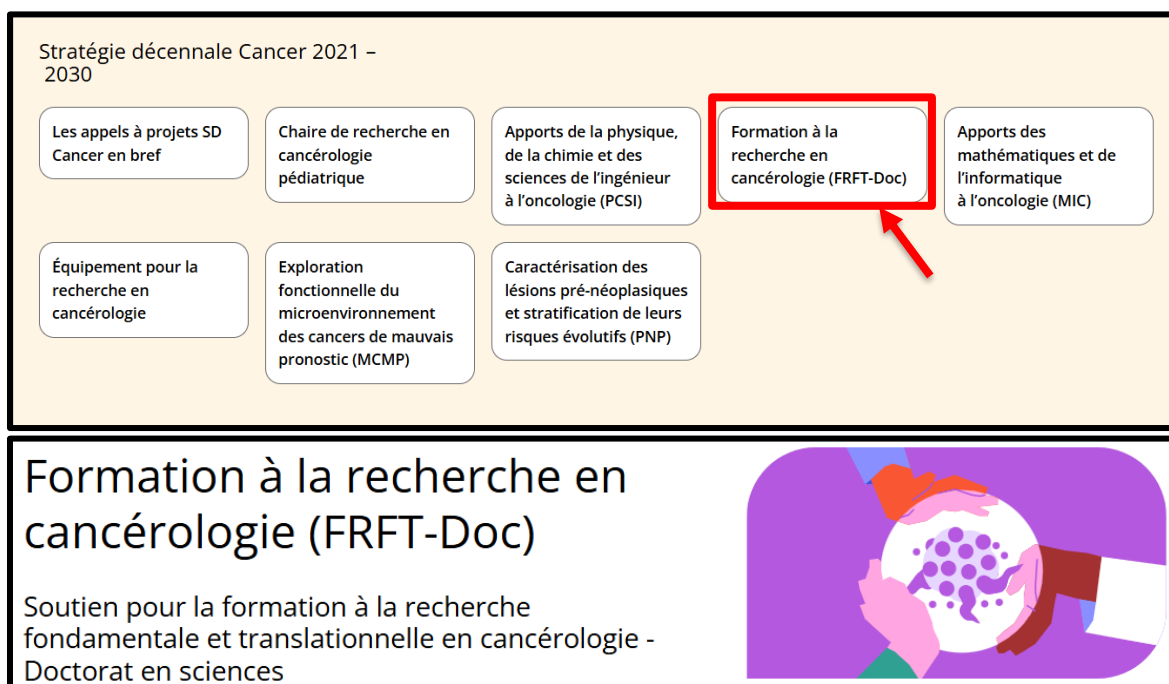 Stratégie décennale Cancer 2021 –
2030
Les appels à projets SD
Cancer en bref
Chaire de recherche en
cancérologie
pédiatrique
Apports de la physique,
de la chimie et des
sciences de l’ingénieur
à l’oncologie (PCSI)
Formation à la
recherche en
cancérologie (FRFT-Doc)
Apports des
mathématiques et de
l’informatique
à l’oncologie (MIC)
Équipement pour la
recherche en
cancérologie
Exploration
fonctionnelle du
microenvironnement
des cancers de mauvais
pronostic (MCMP)
Caractérisation des
lésions pré-néoplasiques
et stratification de leurs
risques évolutifs (PNP)
Formation à la recherche en
cancérologie (FRFT-Doc)
Soutien pour la formation à la recherche
fondamentale et translationnelle en cancérologie -
Doctorat en sciences